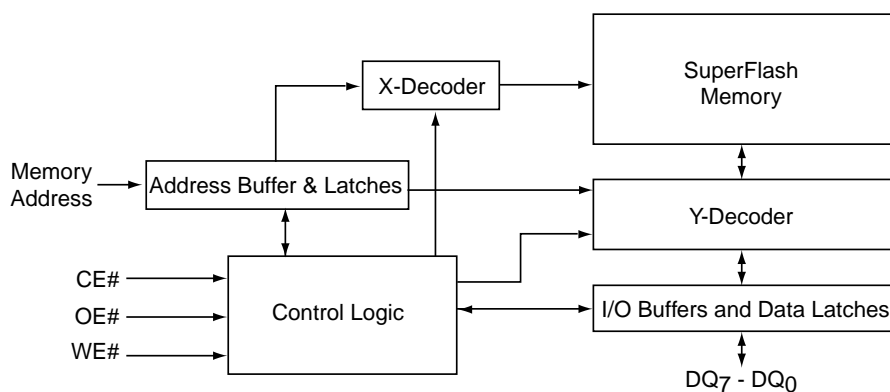 SuperFlash
Memory
X-Decoder
Memory
Address
Address Buffer & Latches
Y-Decoder
CE#
OE#
WE#
Control Logic
I/O Buffers and Data Latches
DQ7 - DQ0